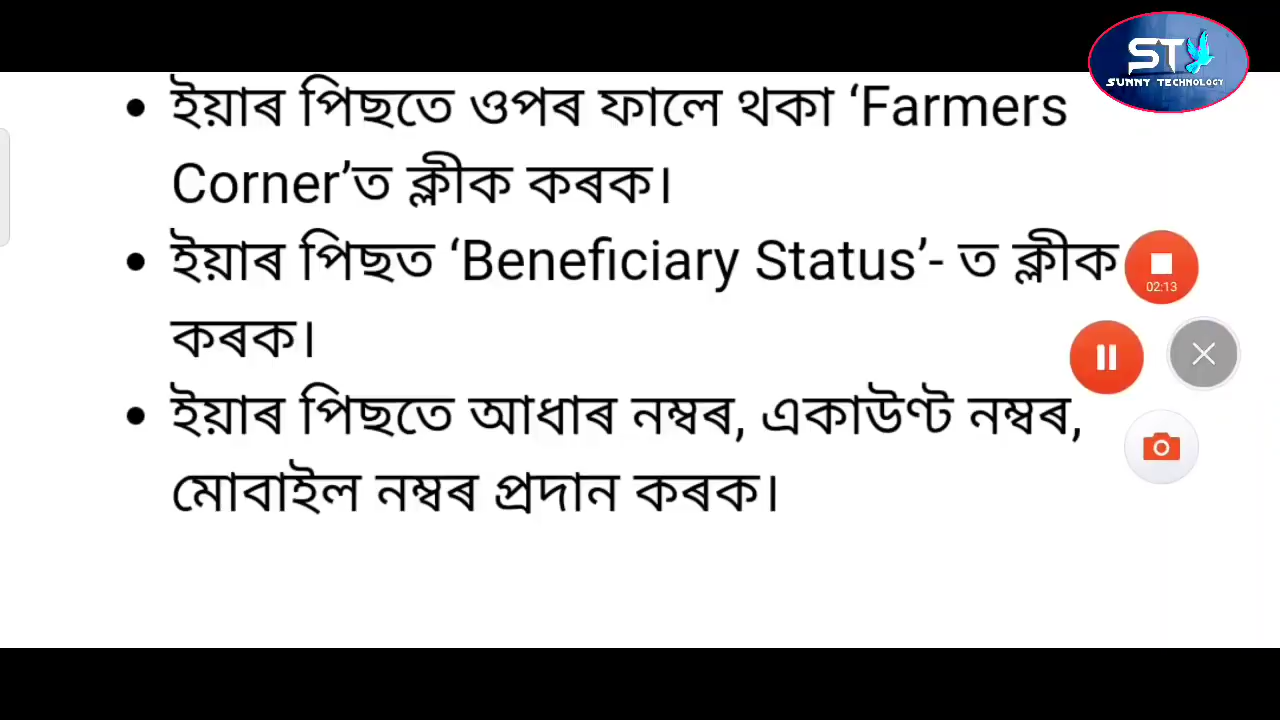 ST
SUNNY TECHNOLOGY
• ইয়াৰ পিছতে ওপৰ ফালে থকা ‘Farmers
Corner’ত ক্লীক কৰক।
• ইয়াৰ পিছত ‘Beneficiary Status’- ত ক্লীক
কৰক।
02:13
• ইয়াৰ পিছতে আধাৰ নম্বৰ, একাউণ্ট নম্বৰ,
মোবাইল নম্বৰ প্ৰদান কৰক।